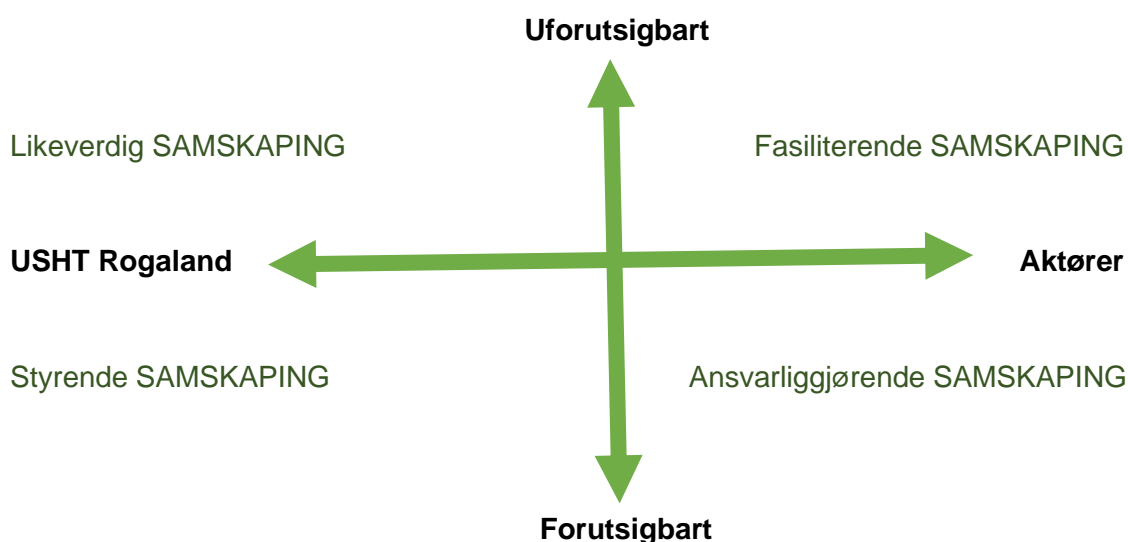 Uforutsigbart
Likeverdig SAMSKAPING
Fasiliterende SAMSKAPING
USHT Rogaland
Aktører
Styrende SAMSKAPING
Ansvarliggjørende SAMSKAPING
Forutsigbart